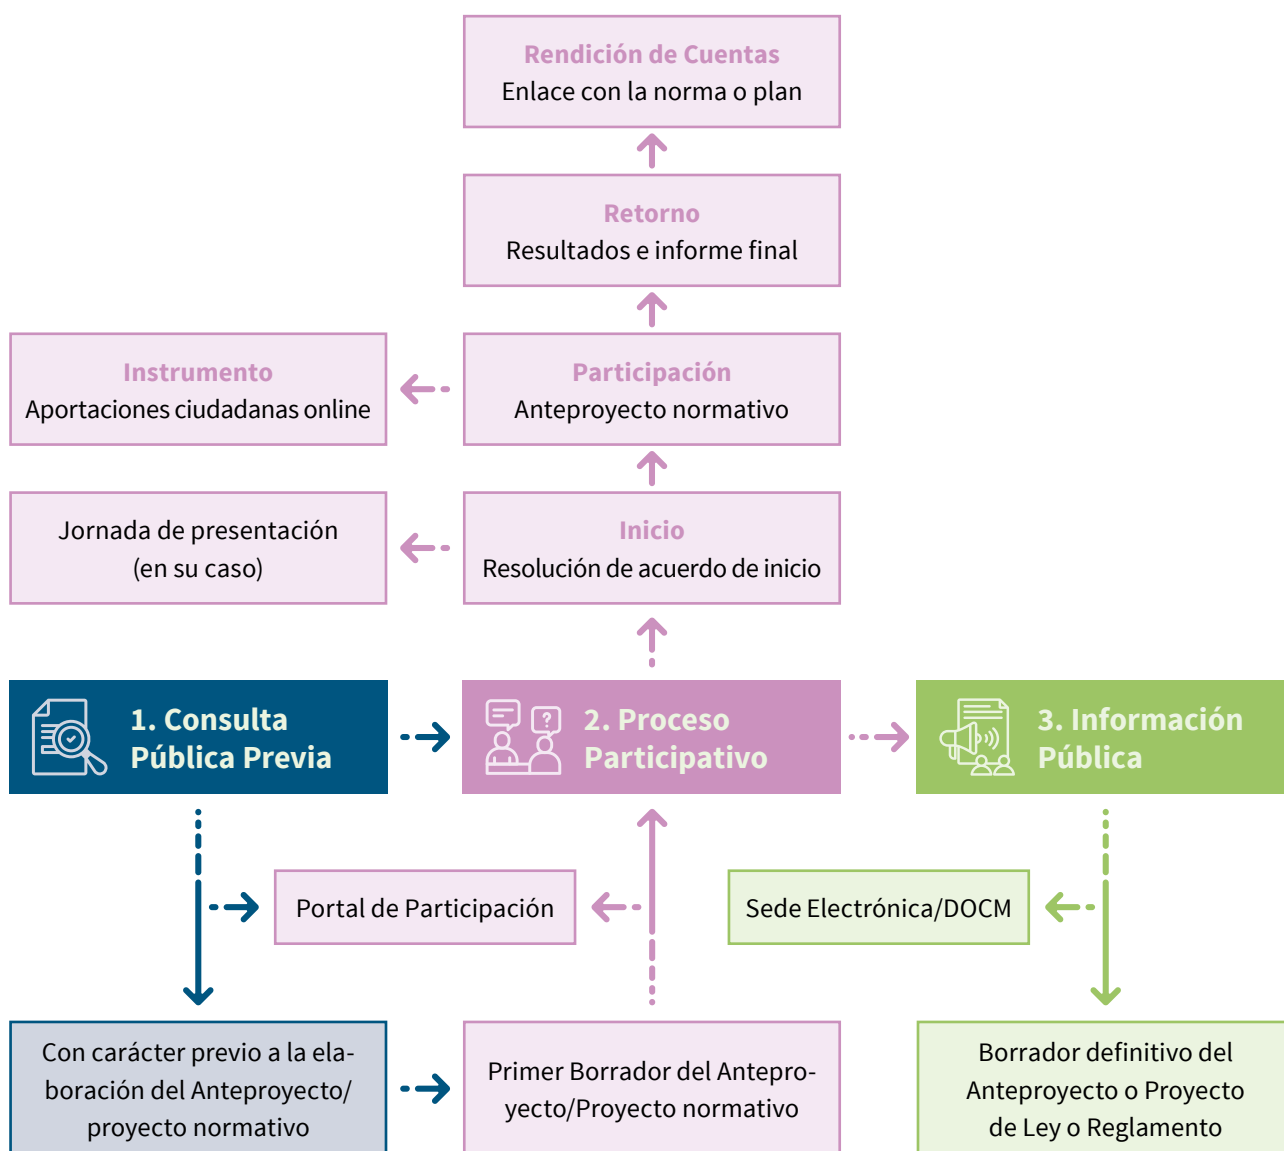 Rendición de Cuentas
Enlace con la norma o plan
Retorno
Resultados e informe final
Instrumento
Aportaciones ciudadanas online
Participación
Anteproyecto normativo
Jornada de presentación
(en su caso)
Inicio
Resolución de acuerdo de inicio
1. Consulta
Pública Previa
2. Proceso
Participativo
3. Información
Pública
Portal de Participación
Sede Electrónica/DOCM
Con carácter previo a la ela-
boración del Anteproyecto/
proyecto normativo
Primer Borrador del Antepro-
yecto/Proyecto normativo
Borrador definitivo del
Anteproyecto o Proyecto
de Ley o Reglamento